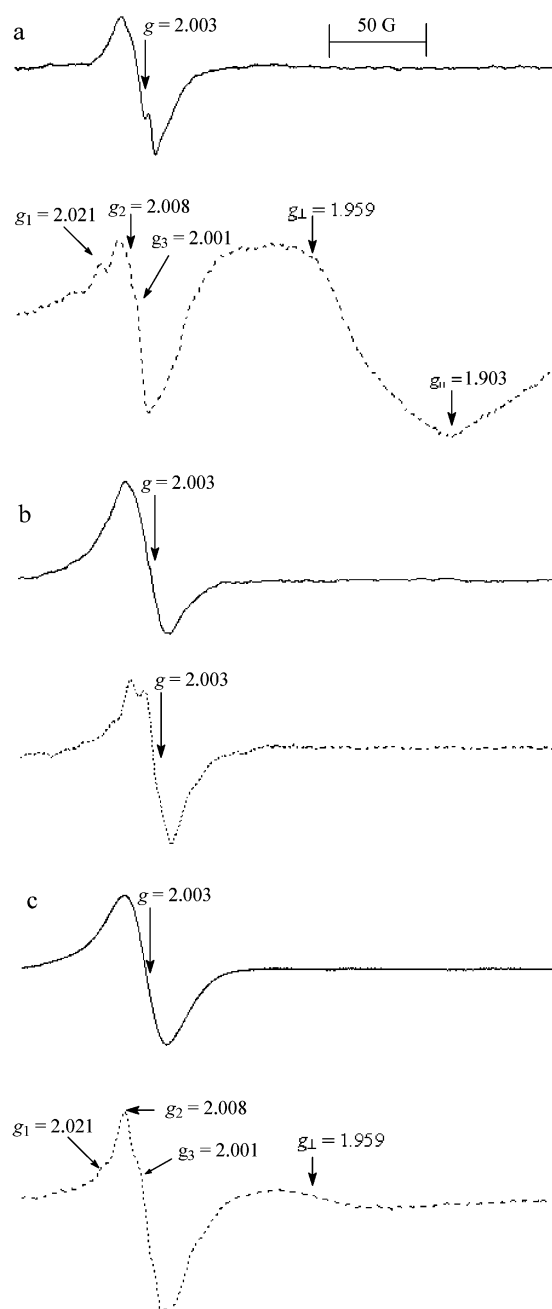 a
g = 2.003
50 G
g₁ = 2.021
g₂ = 2.008
g₃ = 2.001
g⊥ = 1.959
g॥ = 1.903
b
g = 2.003
g = 2.003
c
g = 2.003
g₁ = 2.021
g₂ = 2.008
g₃ = 2.001
g⊥ = 1.959